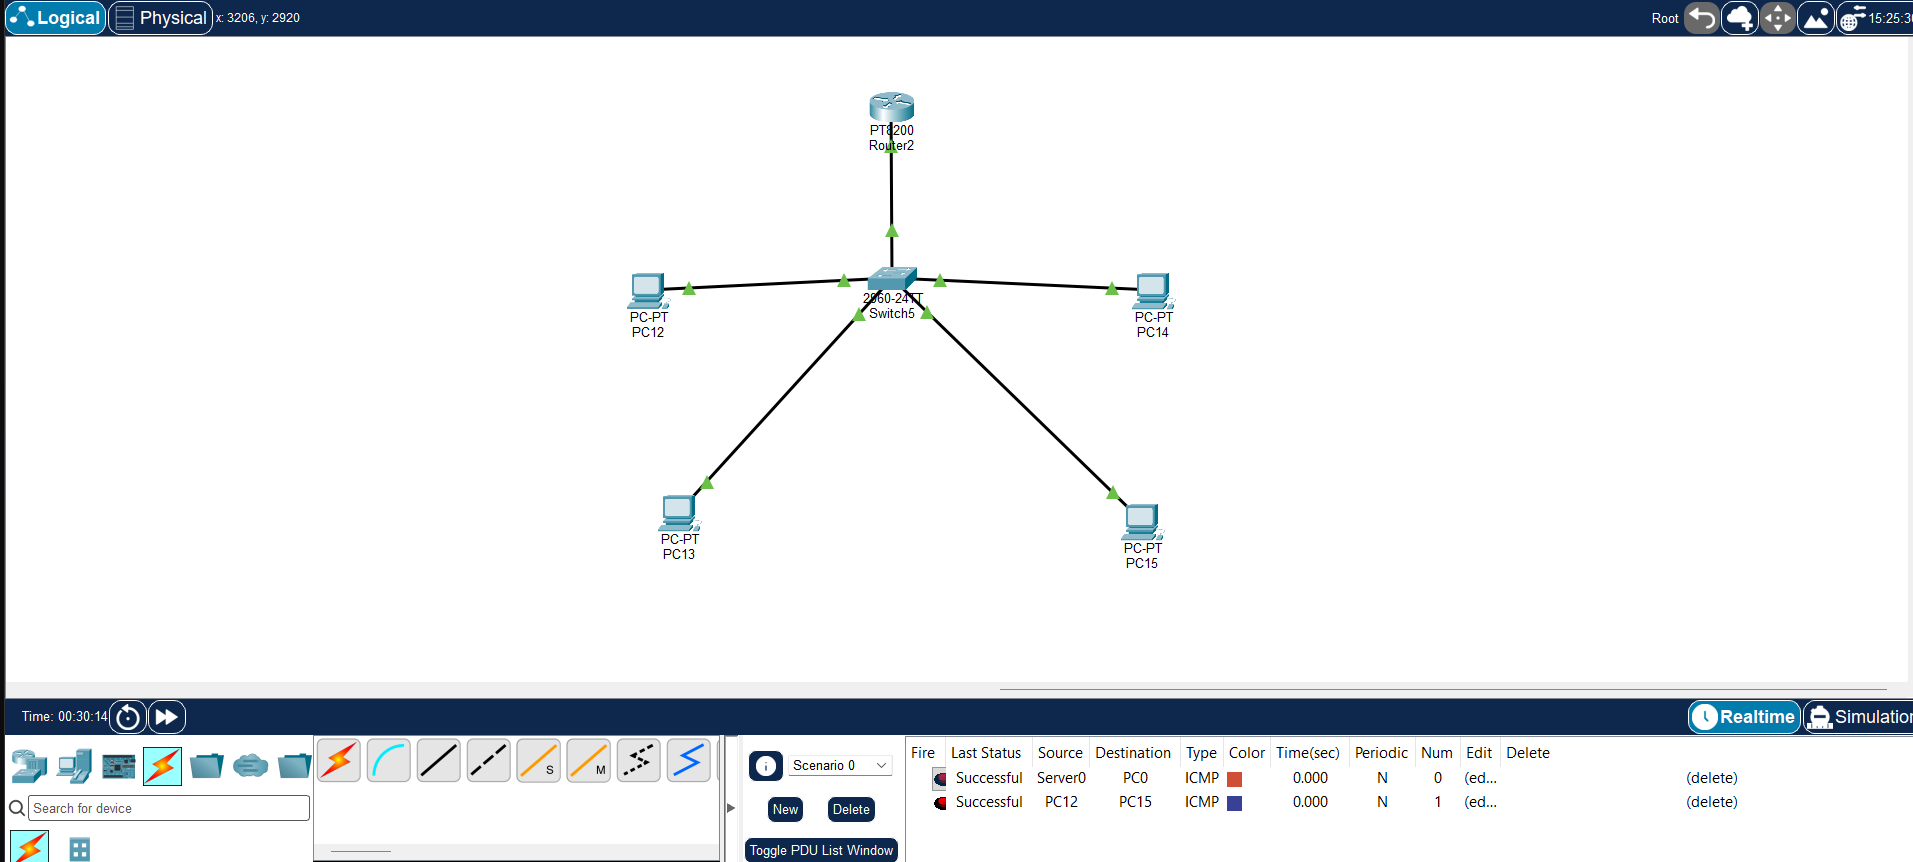 Logical Physical x: 3206, y: 2920 Root 15:25:3
PT8200
Router2
2960-24TT
Switch5
PC-PT
PC12
PC-PT
PC14
PC-PT
PC13
PC-PT
PC15
Time: 00:30:14 Realtime Simulation
Fire Last Status Source Destination Type Color Time(sec) Periodic Num Edit Delete
Successful Server0 PC0 ICMP 0.000 N 0 (ed... (delete)
Successful PC12 PC15 ICMP 0.000 N 1 (ed... (delete)
Scenario 0
New Delete
Toggle PDU List Window
S M
Search for device